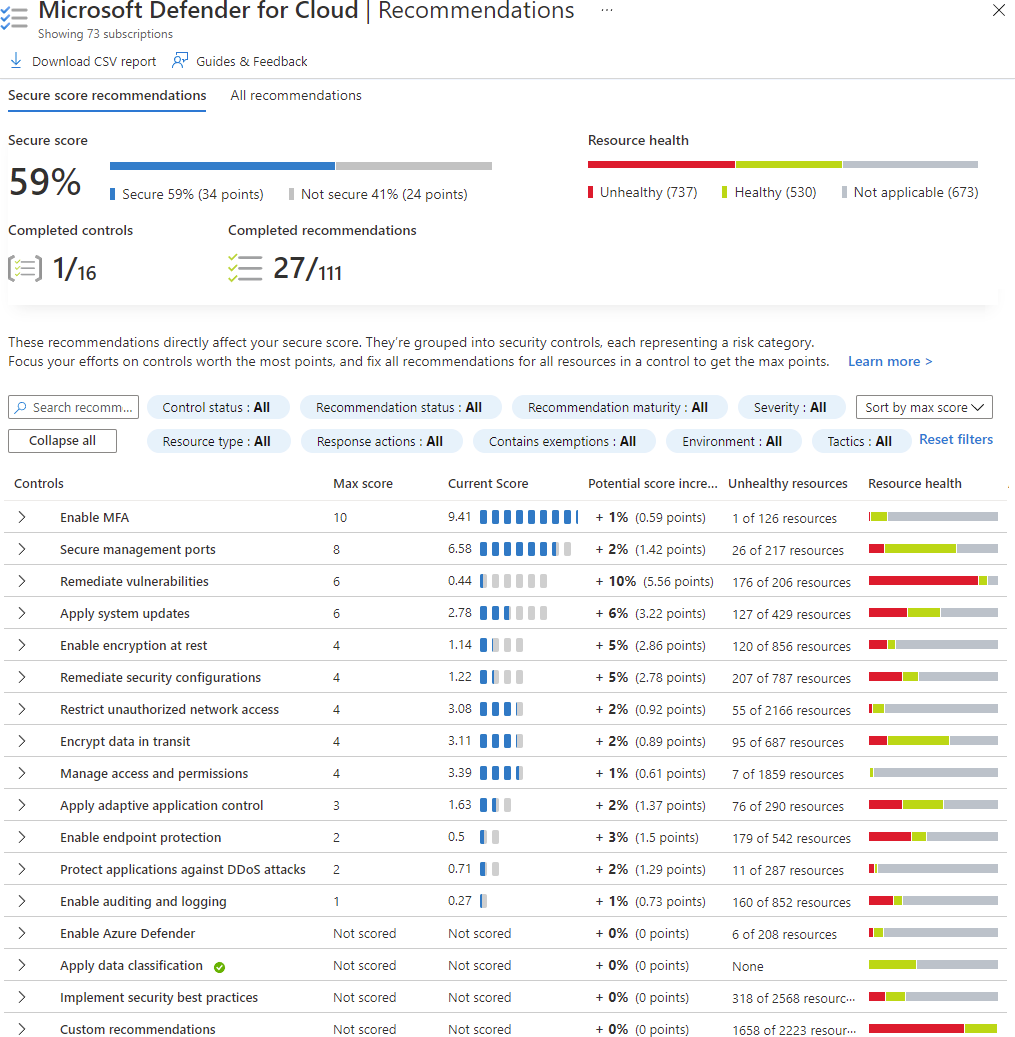 Microsoft Defender for Cloud | Recommendations ...
Showing 73 subscriptions
Download CSV report Guides & Feedback
Secure score recommendations All recommendations
Secure score Resource health
59%
Secure 59% (34 points) Not secure 41% (24 points) Unhealthy (737) Healthy (530) Not applicable (673)
Completed controls Completed recommendations
1/16 27/111
These recommendations directly affect your secure score. They're grouped into security controls, each representing a risk category.
Focus your efforts on controls worth the most points, and fix all recommendations for all resources in a control to get the max points. Learn more >
Search recomm... Control status : All Recommendation status : All Recommendation maturity : All Severity : All Sort by max score
Collapse all Resource type : All Response actions : All Contains exemptions : All Environment : All Tactics : All Reset filters
Controls Max score Current Score Potential score incre... Unhealthy resources Resource health
Enable MFA 10 9.41 + 1% (0.59 points) 1 of 126 resources
Secure management ports 8 6.58 + 2% (1.42 points) 26 of 217 resources
Remediate vulnerabilities 6 0.44 + 10% (5.56 points) 176 of 206 resources
Apply system updates 6 2.78 + 6% (3.22 points) 127 of 429 resources
Enable encryption at rest 4 1.14 + 5% (2.86 points) 120 of 856 resources
Remediate security configurations 4 1.22 + 5% (2.78 points) 207 of 787 resources
Restrict unauthorized network access 4 3.08 + 2% (0.92 points) 55 of 2166 resources
Encrypt data in transit 4 3.11 + 2% (0.89 points) 95 of 687 resources
Manage access and permissions 4 3.39 + 1% (0.61 points) 7 of 1859 resources
Apply adaptive application control 3 1.63 + 2% (1.37 points) 76 of 290 resources
Enable endpoint protection 2 0.5 + 3% (1.5 points) 179 of 542 resources
Protect applications against DDoS attacks 2 0.71 + 2% (1.29 points) 11 of 287 resources
Enable auditing and logging 1 0.27 + 1% (0.73 points) 160 of 852 resources
Enable Azure Defender Not scored Not scored + 0% (0 points) 6 of 208 resources
Apply data classification Not scored Not scored + 0% (0 points) None
Implement security best practices Not scored Not scored + 0% (0 points) 318 of 2568 resourc...
Custom recommendations Not scored Not scored + 0% (0 points) 1658 of 2223 resour...